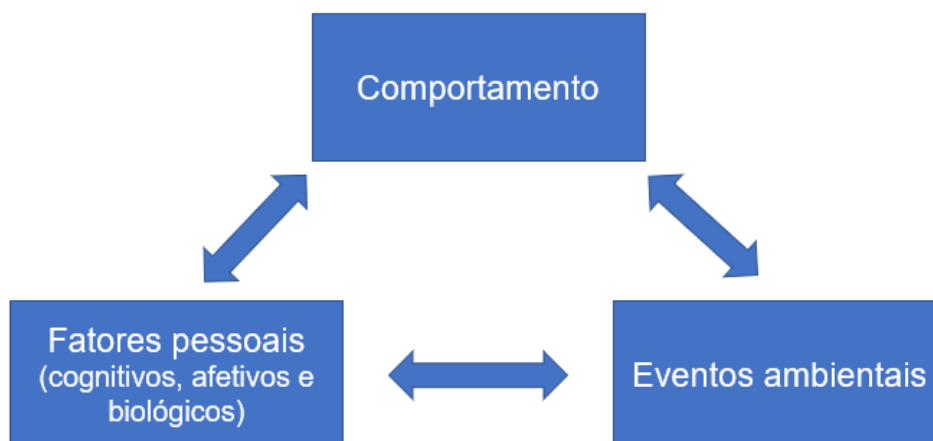 Comportamento
Fatores pessoais
(cognitivos, afetivos e
biológicos)
Eventos ambientais